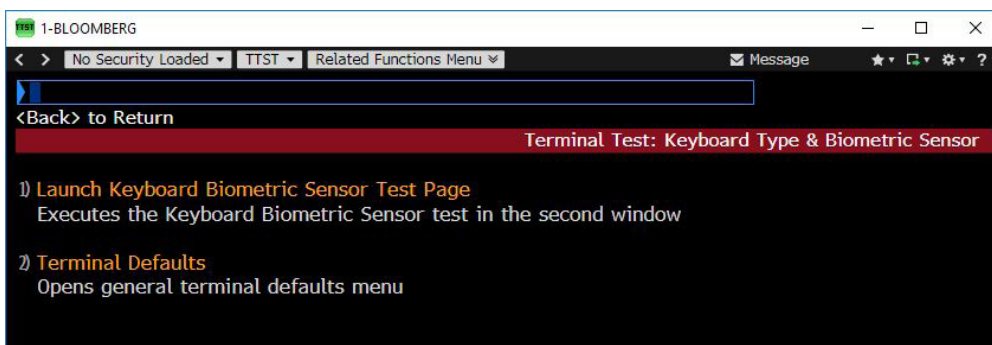 TTST 1-BLOOMBERG
< > No Security Loaded TTST Related Functions Menu Message ?
<Back> to Return
Terminal Test: Keyboard Type & Biometric Sensor
1) Launch Keyboard Biometric Sensor Test Page
Executes the Keyboard Biometric Sensor test in the second window
2) Terminal Defaults
Opens general terminal defaults menu